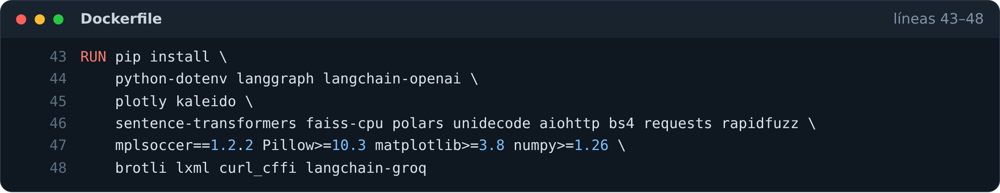 Dockerfile
líneas 43–48
43 RUN pip install \
44 python-dotenv langgraph langchain-openai \
45 plotly kaleido \
46 sentence-transformers faiss-cpu polars unidecode aiohttp bs4 requests rapidfuzz \
47 mplsoccer==1.2.2 Pillow>=10.3 matplotlib>=3.8 numpy>=1.26 \
48 brotli lxml curl_cffi langchain-groq